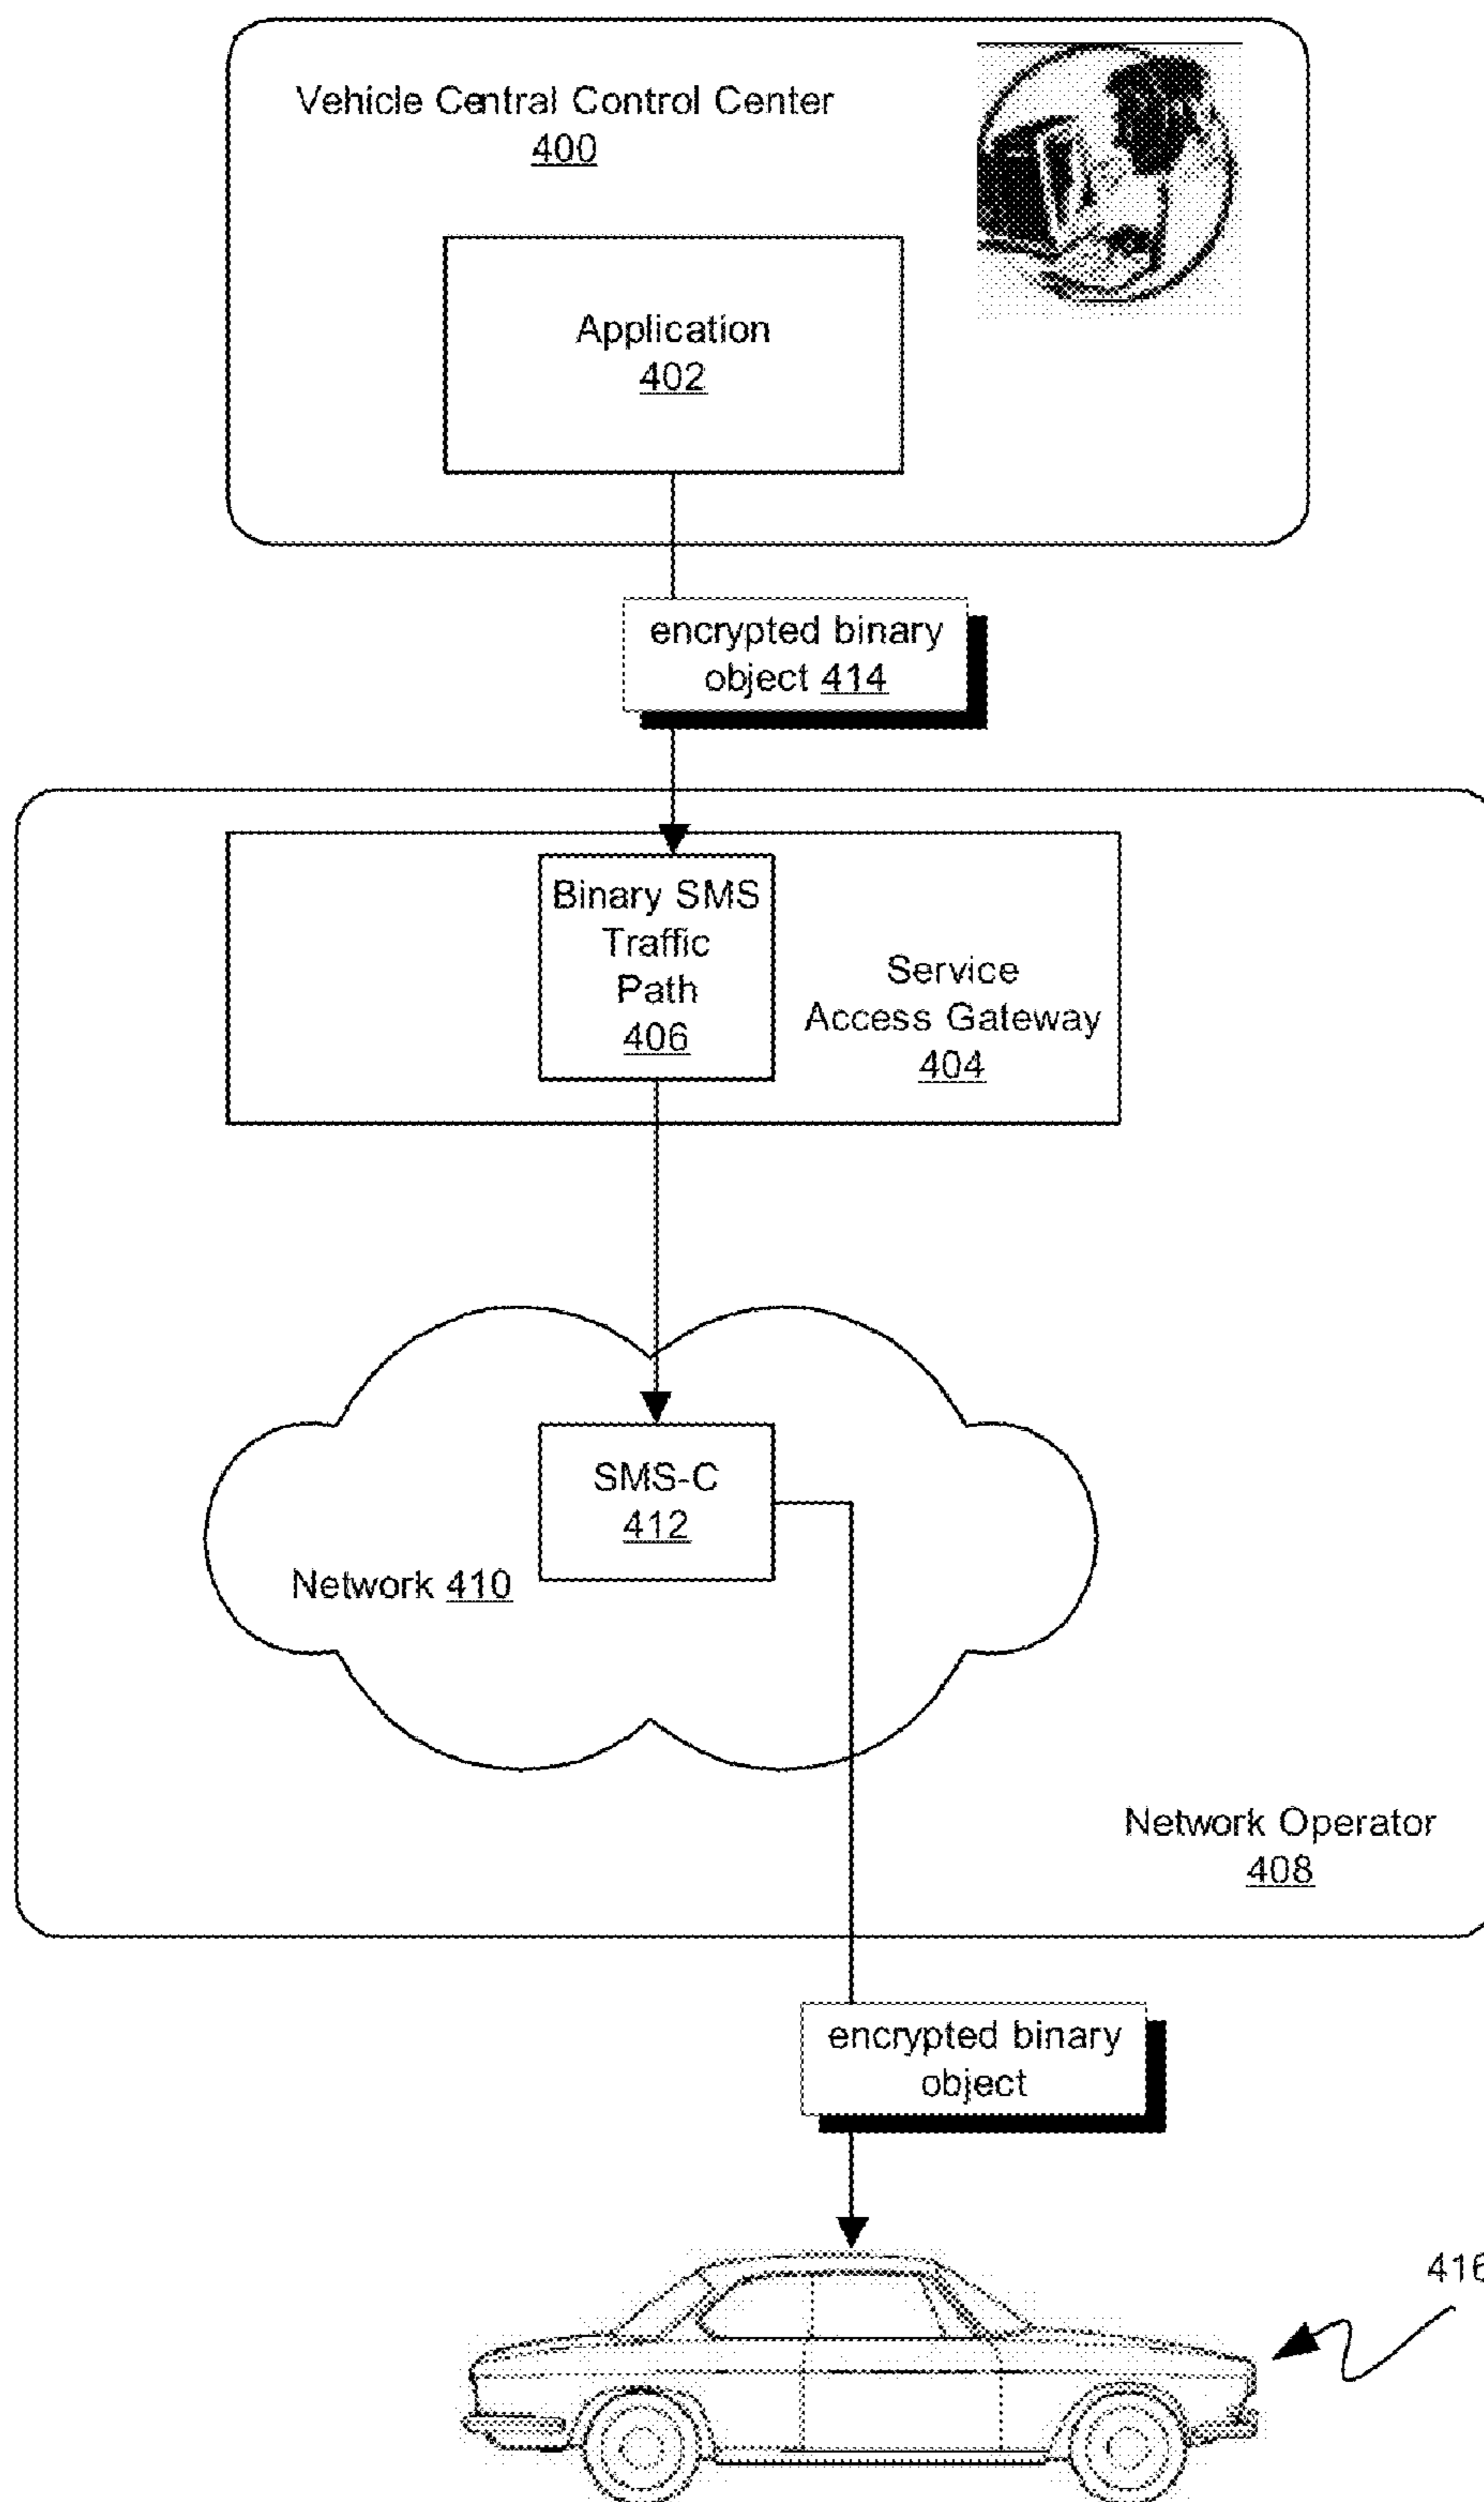 Vehicle Central Control Center
400
Application
402
encrypted binary
object 414
Binary SMS
Traffic
Path
406
Service
Access Gateway
404
SMS-C
412
Network 410
Network Operator
408
encrypted binary
object
416